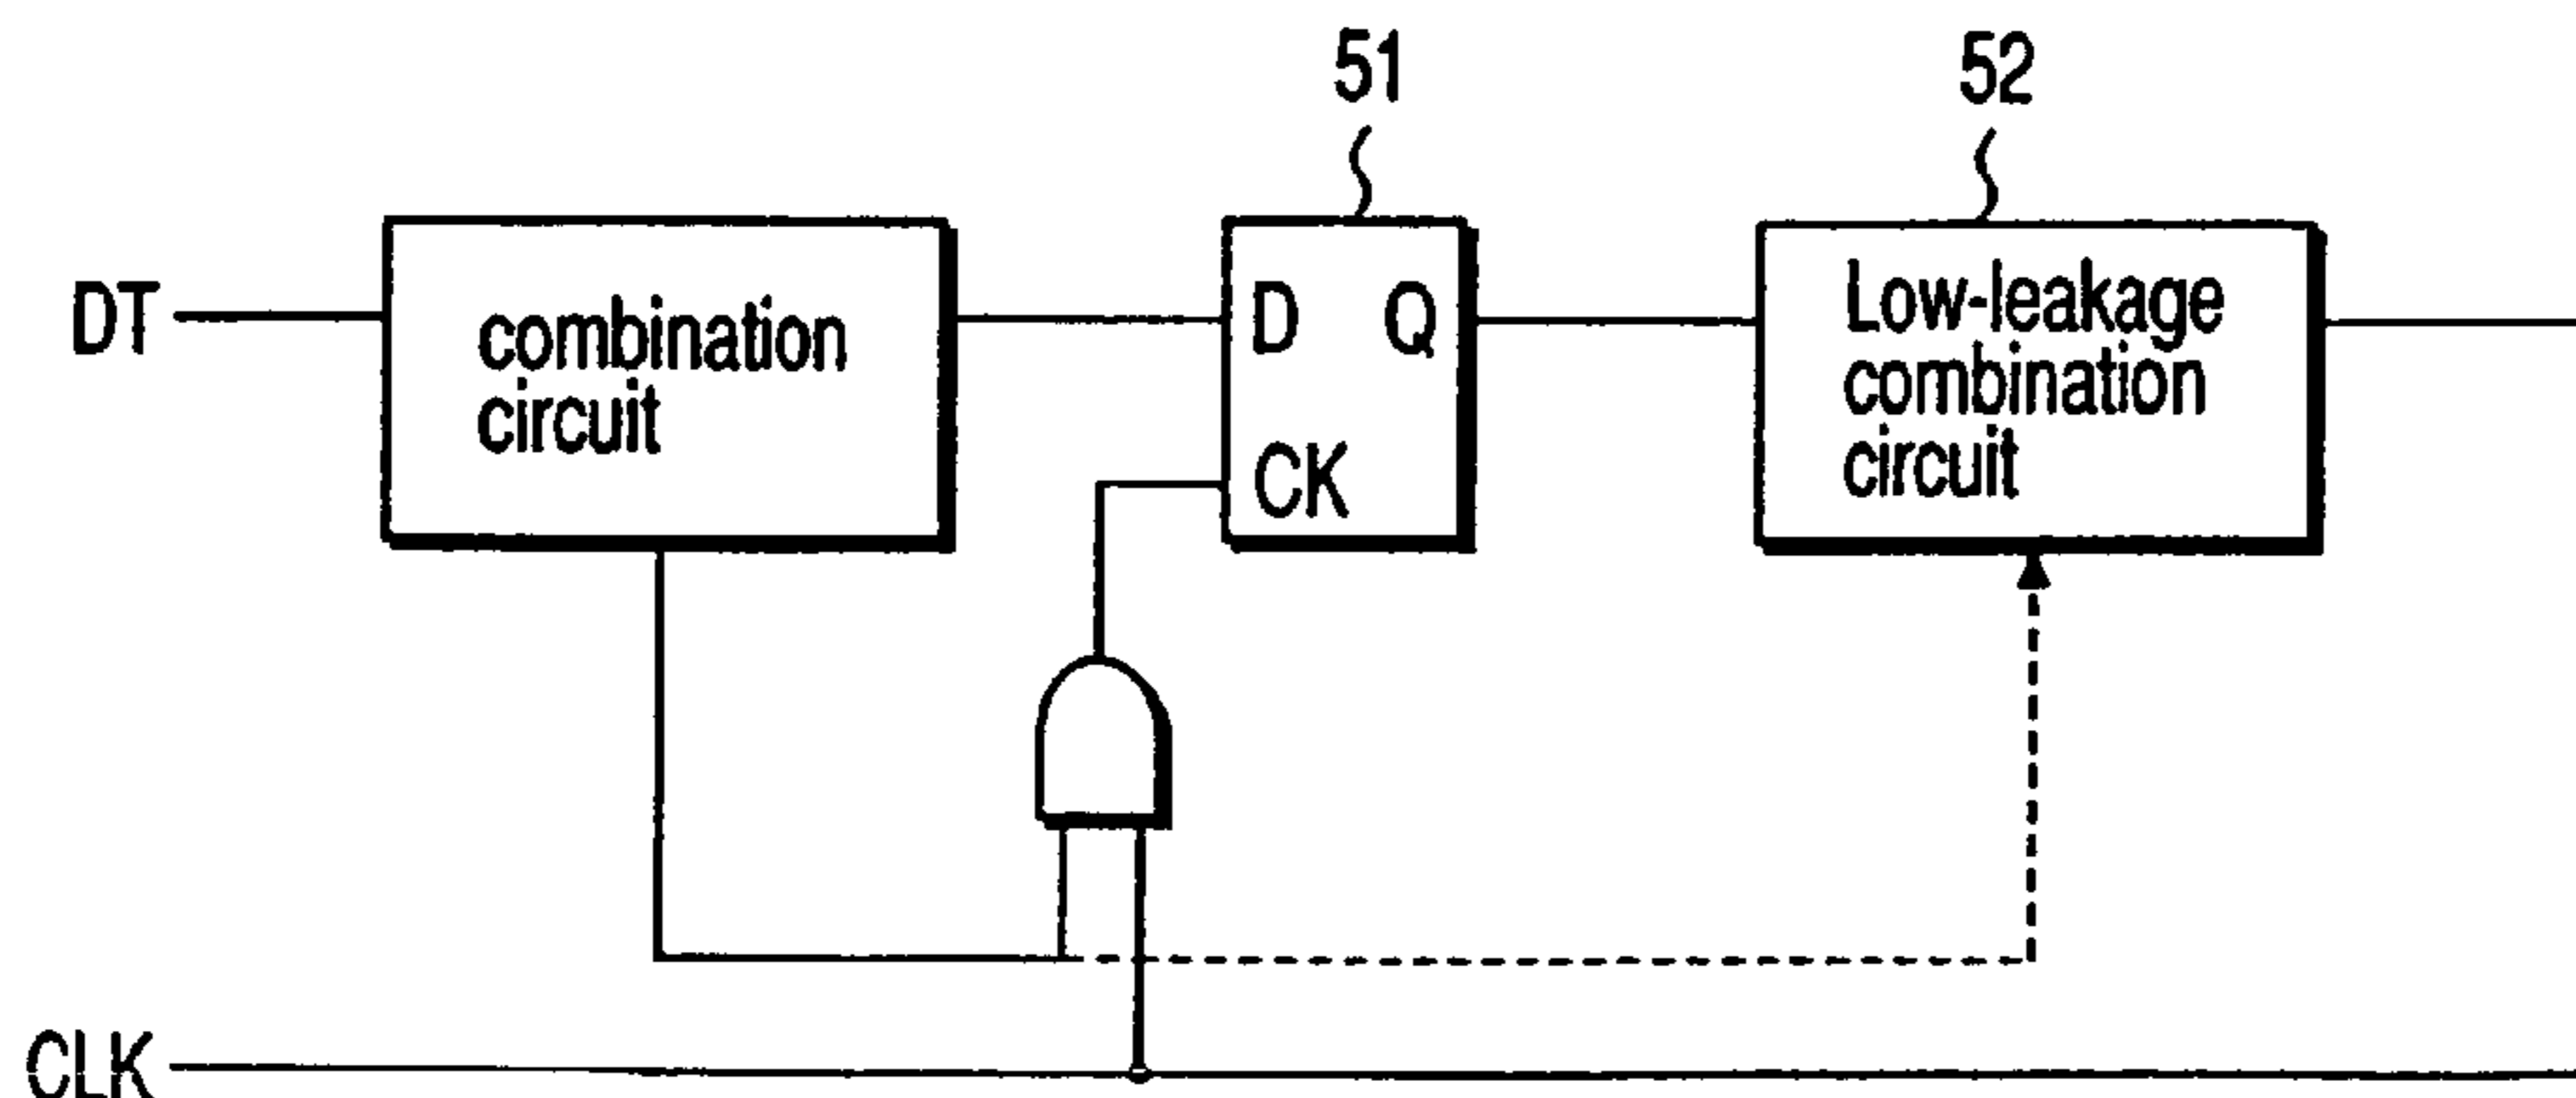 51
52
DT
combination
circuit
D Q
CK
Low-leakage
combination
circuit
CLK